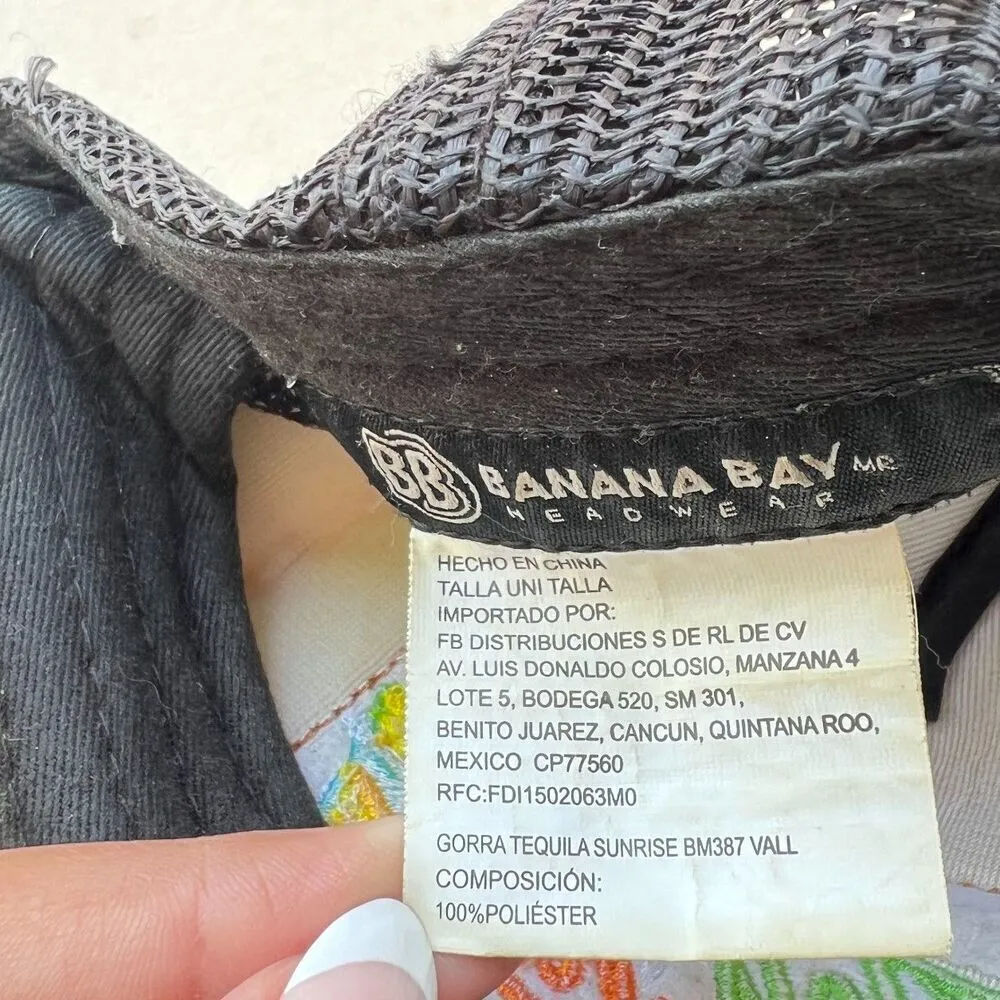 BB BANANA BAY MR
HEADWEAR
HECHO EN CHINA
TALLA UNI TALLA
IMPORTADO POR:
FB DISTRIBUCIONES S DE RL DE CV
AV. LUIS DONALDO COLOSIO, MANZANA 4
LOTE 5, BODEGA 520, SM 301,
BENITO JUAREZ, CANCUN, QUINTANA ROO,
MEXICO CP77560
RFC:FDI1502063M0
GORRA TEQUILA SUNRISE BM387 VALL
COMPOSICIÓN:
100%POLIÉSTER